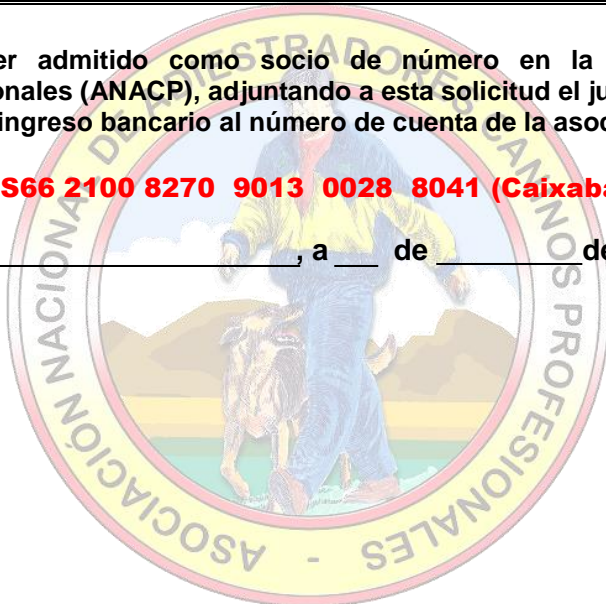 er admitido como socio de número en la
onales (ANACP), adjuntando a esta solicitud el ju
ingreso bancario al número de cuenta de la asoc
S66 2100 8270 9013 0028 8041 (Caixaba
, a ___ de _________ de
ASOCIACIÓN NACIONAL DE ADIESTRADORES CANINOS PROFESIONALES -